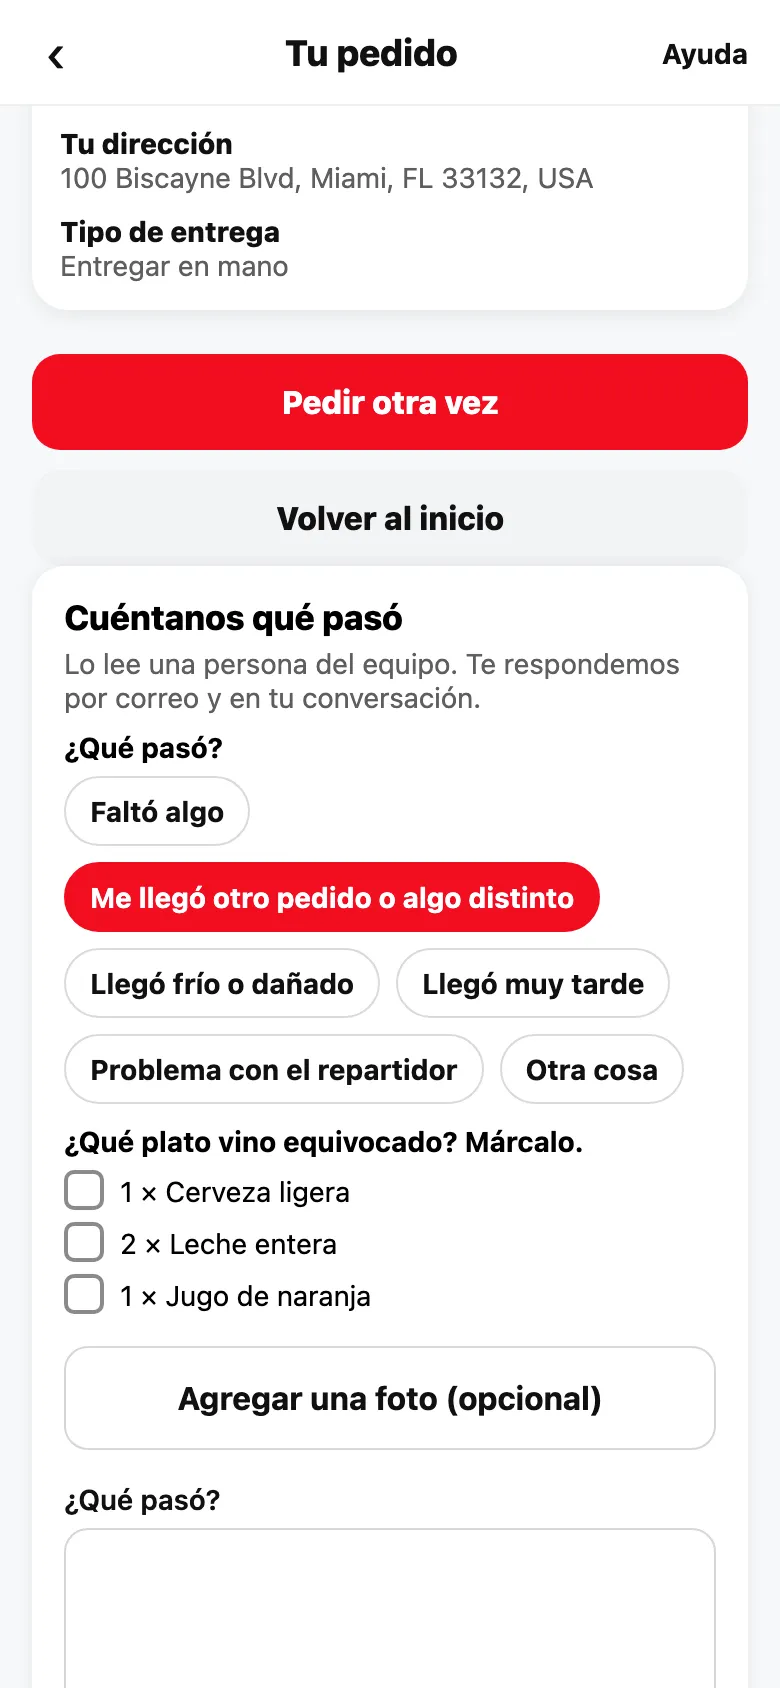 Tu pedido
Ayuda
Tu dirección
100 Biscayne Blvd, Miami, FL 33132, USA
Tipo de entrega
Entregar en mano
Pedir otra vez
Volver al inicio
Cuéntanos qué pasó
Lo lee una persona del equipo. Te respondemos
por correo y en tu conversación.
¿Qué pasó?
Faltó algo
Me llegó otro pedido o algo distinto
Llegó frío o dañado
Llegó muy tarde
Problema con el repartidor
Otra cosa
¿Qué plato vino equivocado? Márcalo.
1 × Cerveza ligera
2 × Leche entera
1 × Jugo de naranja
Agregar una foto (opcional)
¿Qué pasó?